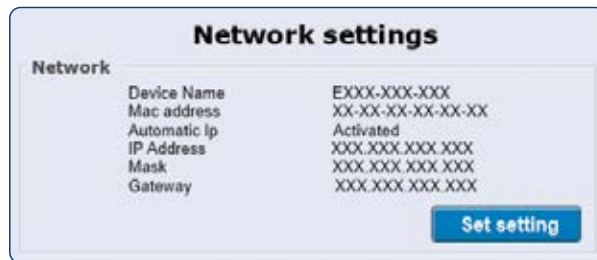 Network settings
Network
Device Name EXXX-XXX-XXX
Mac address XX-XX-XX-XX-XX-XX
Automatic Ip Activated
IP Address XXX.XXX.XXX.XXX
Mask XXX.XXX.XXX.XXX
Gateway XXX.XXX.XXX.XXX
Set setting